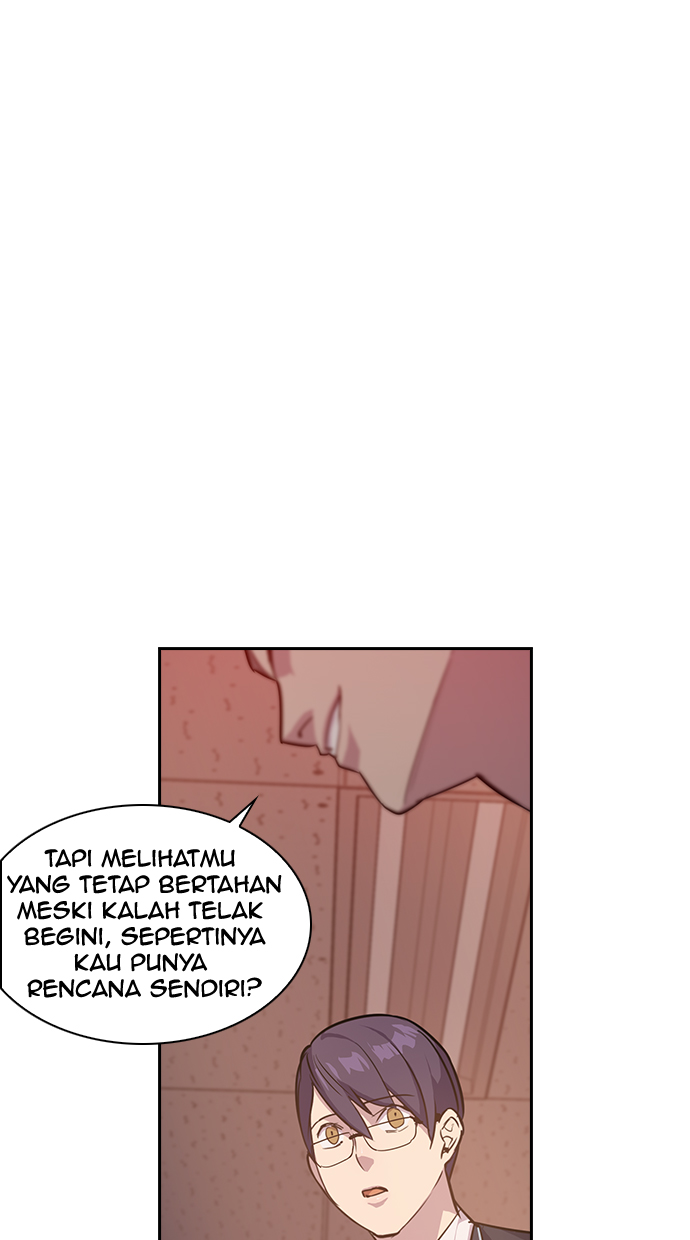 TAPI MELIHATMU
YANG TETAP BERTAHAN
MESKI KALAH TELAK
BEGINI, SEPERTINYA
KAU PUNYA
RENCANA SENDIRI?